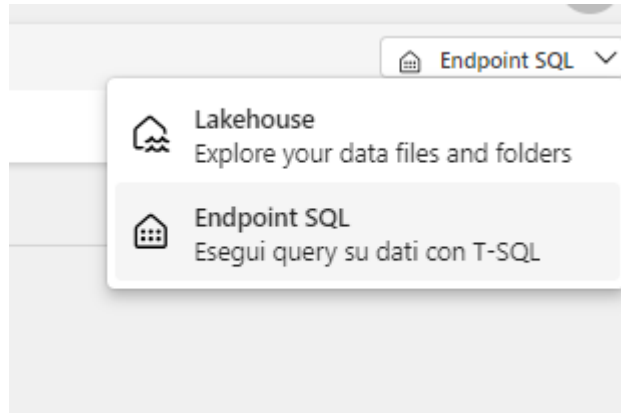 Endpoint SQL
Lakehouse
Explore your data files and folders
Endpoint SQL
Esegui query su dati con T-SQL